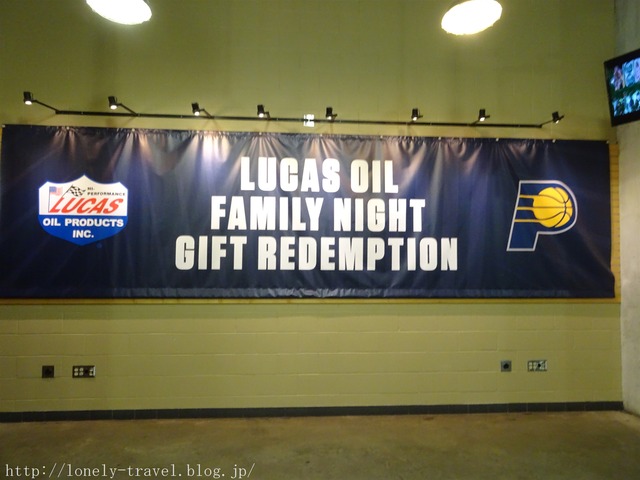 LUCAS OIL
FAMILY NIGHT
GIFT REDEMPTION
HI-PERFORMANCE
LUCAS
OIL PRODUCTS
INC.
P
http://lonely-travel.blog.jp/